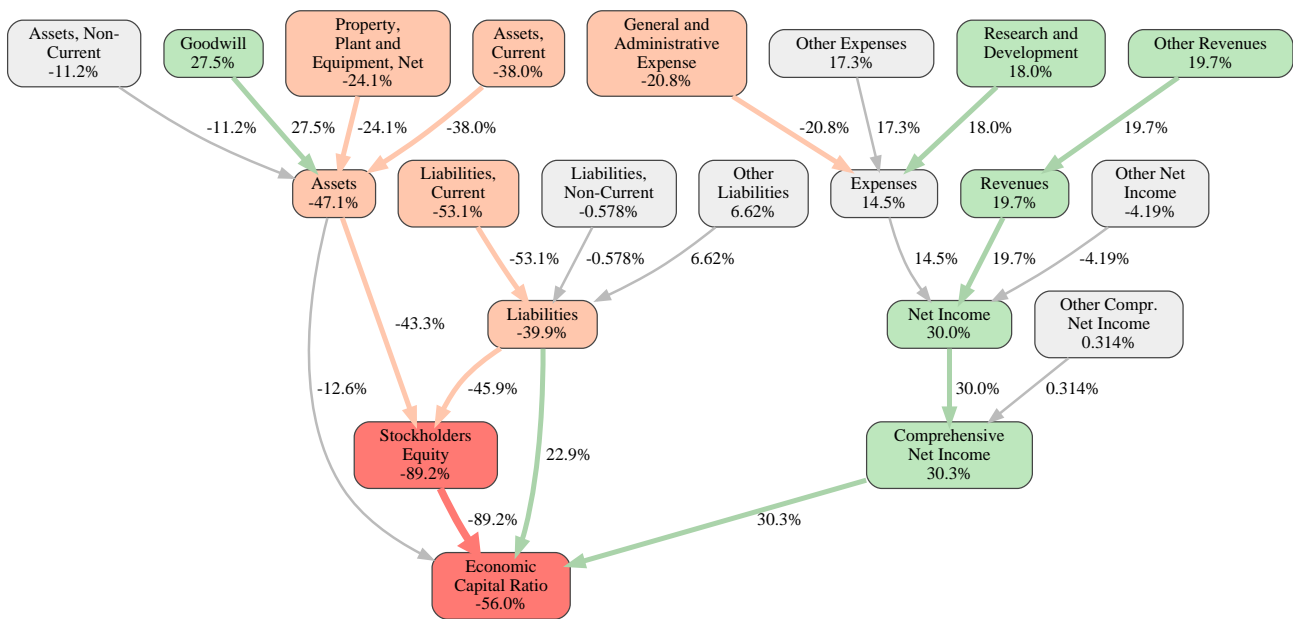 Assets, Non-
Current
-11.2%
Goodwill
27.5%
Property,
Plant and
Equipment, Net
-24.1%
Assets,
Current
-38.0%
General and
Administrative
Expense
-20.8%
Other Expenses
17.3%
Research and
Development
18.0%
Other Revenues
19.7%
-11.2%
27.5%
-24.1%
-38.0%
-20.8%
17.3%
18.0%
19.7%
Assets
-47.1%
Liabilities,
Current
-53.1%
Liabilities,
Non-Current
-0.578%
Other
Liabilities
6.62%
Expenses
14.5%
Revenues
19.7%
Other Net
Income
-4.19%
-53.1%
-0.578%
6.62%
14.5%
19.7%
-4.19%
-43.3%
Liabilities
-39.9%
Net Income
30.0%
Other Compr.
Net Income
0.314%
-12.6%
-45.9%
30.0%
0.314%
Stockholders
Equity
-89.2%
22.9%
Comprehensive
Net Income
30.3%
-89.2%
30.3%
Economic
Capital Ratio
-56.0%